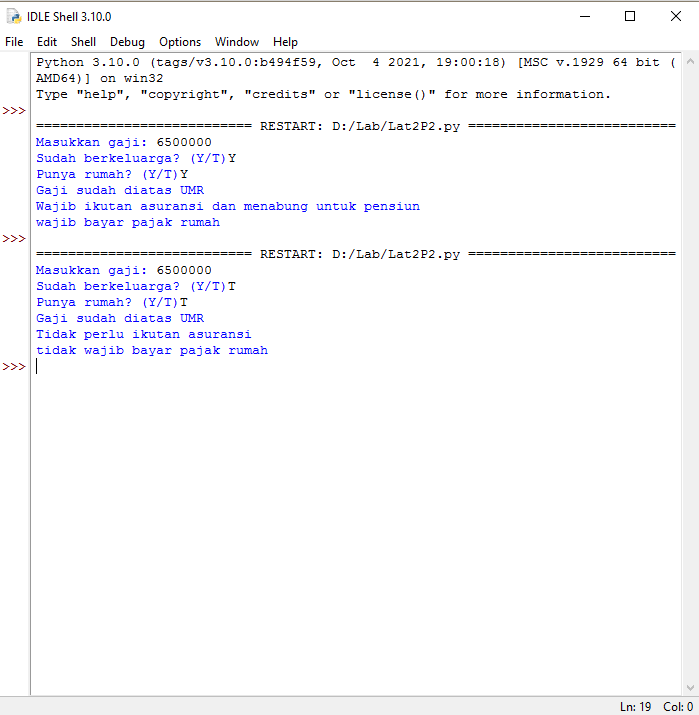 IDLE Shell 3.10.0
File Edit Shell Debug Options Window Help
Python 3.10.0 (tags/v3.10.0:b494f59, Oct  4 2021, 19:00:18) [MSC v.1929 64 bit (
AMD64)] on win32
Type "help", "copyright", "credits" or "license()" for more information.
>>>
=========================== RESTART: D:/Lab/Lat2P2.py ==========================
Masukkan gaji: 6500000
Sudah berkeluarga? (Y/T)Y
Punya rumah? (Y/T)Y
Gaji sudah diatas UMR
Wajib ikutan asuransi dan menabung untuk pensiun
wajib bayar pajak rumah
>>>
=========================== RESTART: D:/Lab/Lat2P2.py ==========================
Masukkan gaji: 6500000
Sudah berkeluarga? (Y/T)T
Punya rumah? (Y/T)T
Gaji sudah diatas UMR
Tidak perlu ikutan asuransi
tidak wajib bayar pajak rumah
>>>
Ln: 19 Col: 0